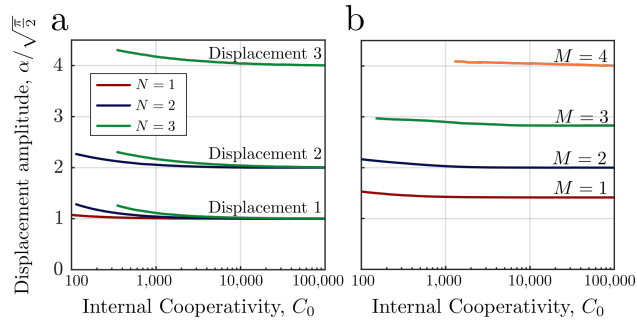 a
b
Displacement amplitude, α/√(π/2)
4
3
2
1
0
Displacement 3
N = 1
N = 2
N = 3
Displacement 2
Displacement 1
100
1,000
10,000
100,000
Internal Cooperativity, C₀
M = 4
M = 3
M = 2
M = 1
100
10,000
100,000
Internal Cooperativity, C₀